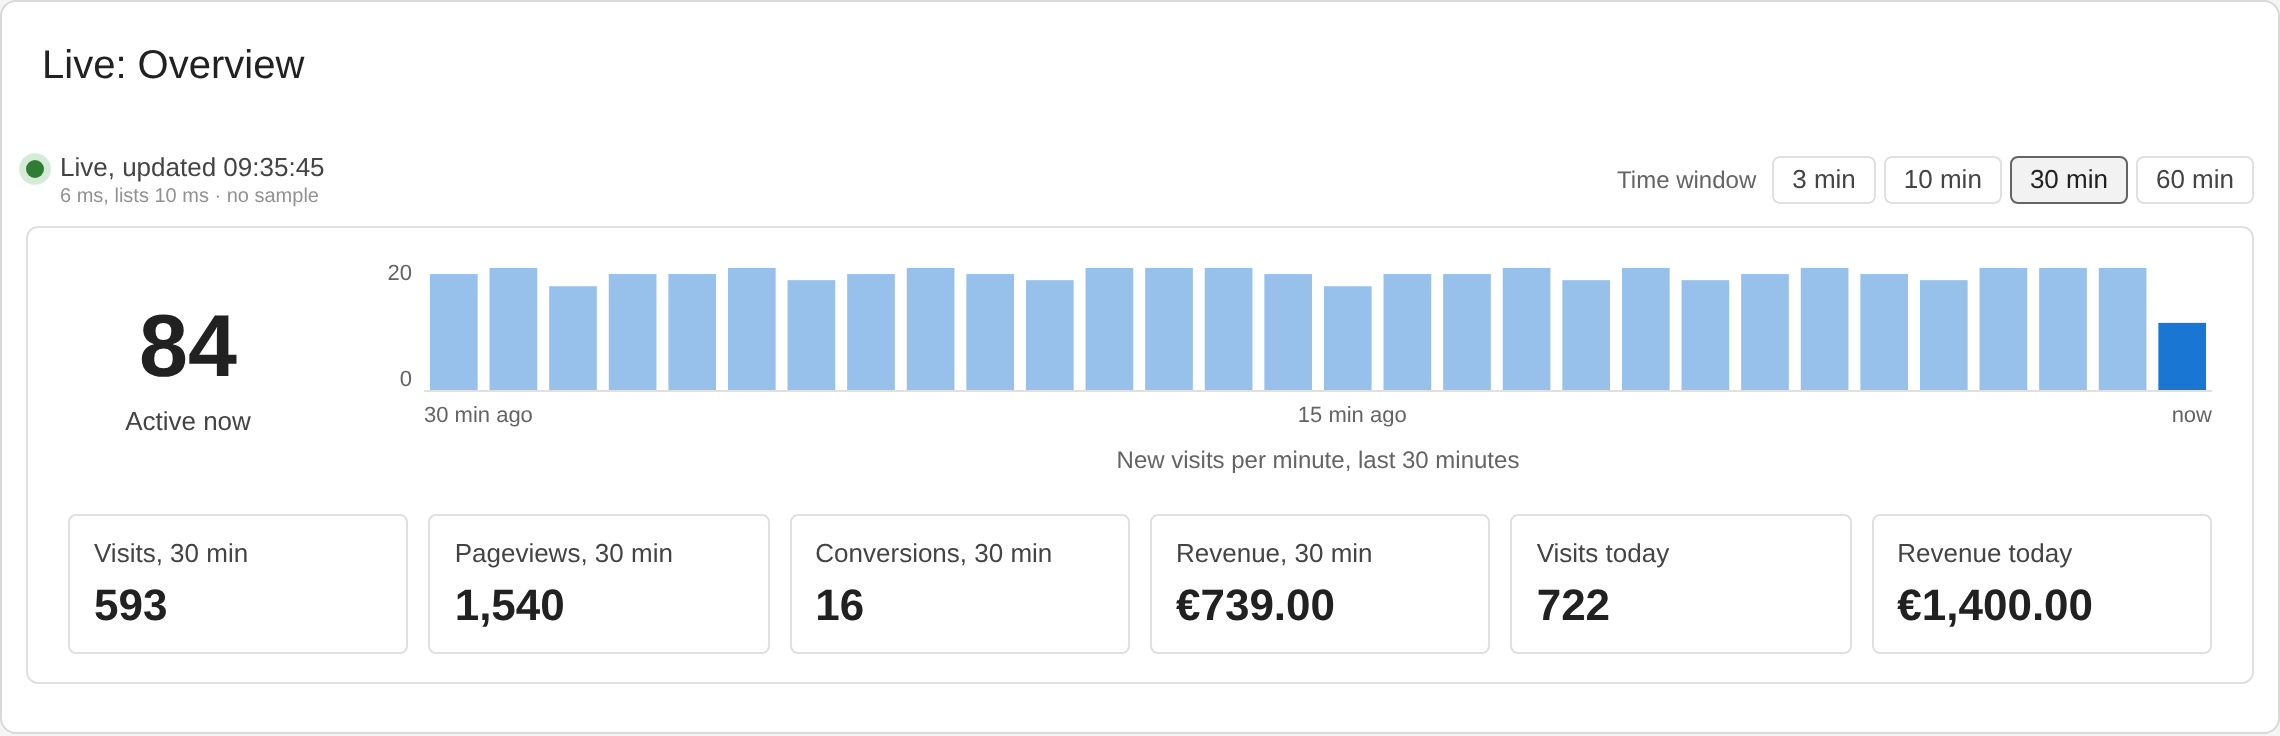 Live: Overview
Live, updated 09:35:45
6 ms, lists 10 ms · no sample
Time window 3 min 10 min 30 min 60 min
84
Active now
20
0
30 min ago 15 min ago now
New visits per minute, last 30 minutes
Visits, 30 min
593
Pageviews, 30 min
1,540
Conversions, 30 min
16
Revenue, 30 min
€739.00
Visits today
722
Revenue today
€1,400.00